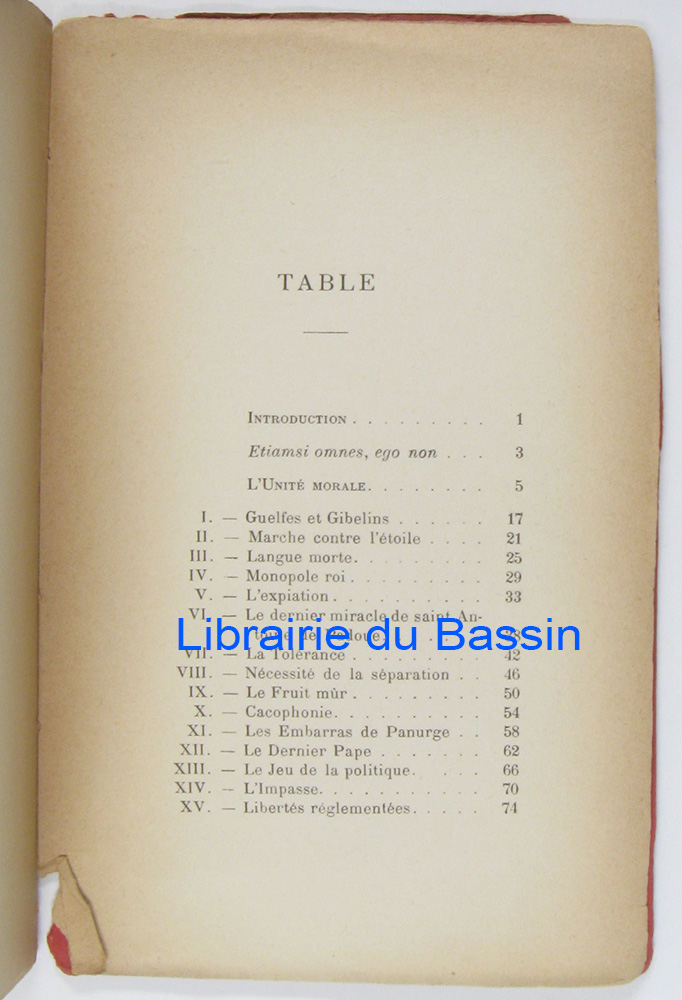 TABLE
INTRODUCTION . . . . . . . . . 1
Etiamsi omnes, ego non . . . 3
L'UNITÉ MORALE. . . . . . . . 5
I. — Guelfes et Gibelins . . . . . . 17
II. — Marche contre l'étoile . . . . 21
III. — Langue morte. . . . . . . . . 25
IV. — Monopole roi . . . . . . . . . 29
V. — L'expiation . . . . . . . . . . 33
VI. — Le dernier miracle de saint An-
toine de Padoue. . . . . . 38
Librairie du Bassin
VII. — La Tolérance . . . . . . . . . 42
VIII. — Nécessité de la séparation . . 46
IX. — Le Fruit mûr . . . . . . . . . 50
X. — Cacophonie. . . . . . . . . . 54
XI. — Les Embarras de Panurge . . 58
XII. — Le Dernier Pape . . . . . . . 62
XIII. — Le Jeu de la politique. . . . 66
XIV. — L'Impasse. . . . . . . . . . . 70
XV. — Libertés réglementées. . . . . 74